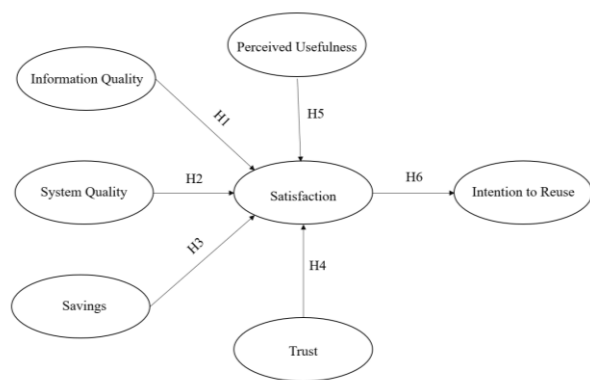 Perceived Usefulness
Information Quality
H1
H5
System Quality
H2
Satisfaction
H6
Intention to Reuse
H3
H4
Savings
Trust